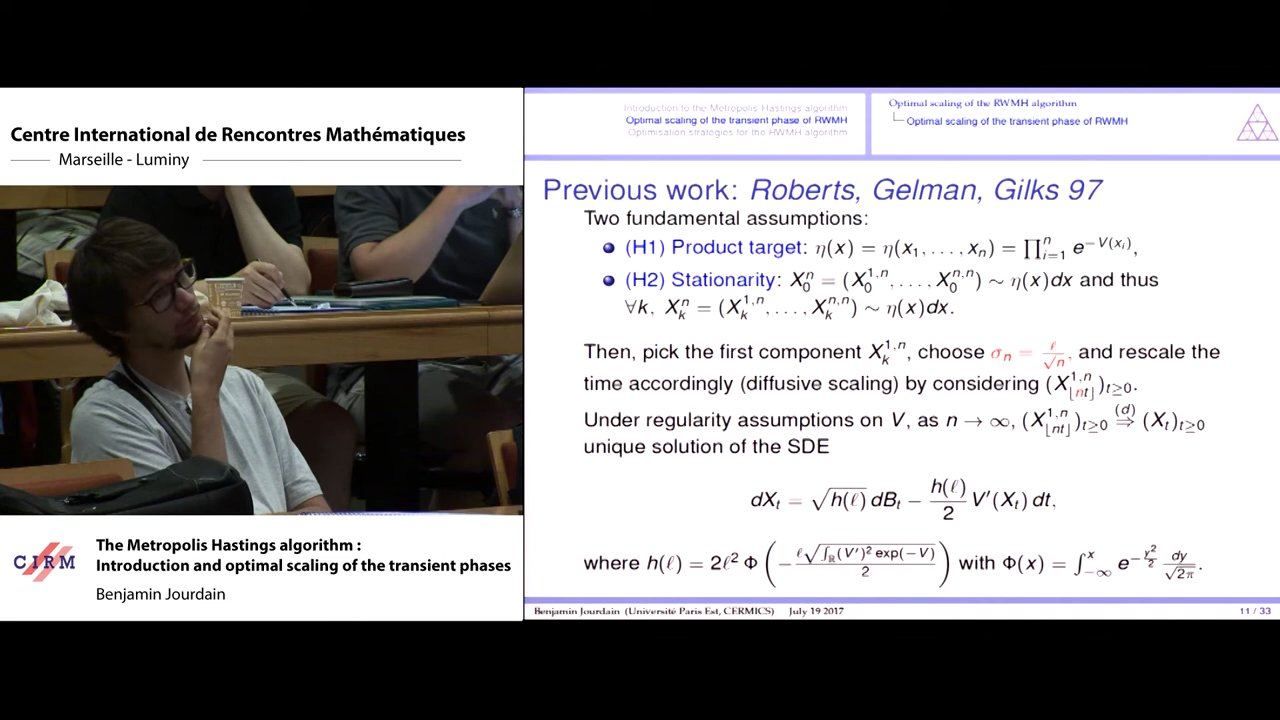 Centre International de Rencontres Mathématiques
Marseille - Luminy
CIRM
The Metropolis Hastings algorithm :
Introduction and optimal scaling of the transient phases
Benjamin Jourdain
Introduction to the Metropolis Hastings algorithm
Optimal scaling of the transient phase of RWMH
Optimisation strategies for the RWMH algorithm
Optimal scaling of the RWMH algorithm
Optimal scaling of the transient phase of RWMH
Previous work: Roberts, Gelman, Gilks 97
Two fundamental assumptions:
(H1) Product target: η(x) = η(x₁, . . . , xₙ) = ∏ᵢ₌₁ⁿ e^{−V(xᵢ)},
(H2) Stationarity: X₀ⁿ = (X₀^{1,n}, . . . , X₀^{n,n}) ∼ η(x)dx and thus
∀k, Xₖⁿ = (Xₖ^{1,n}, . . . , Xₖ^{n,n}) ∼ η(x)dx.
Then, pick the first component Xₖ^{1,n}, choose σₙ = ℓ/√n, and rescale the
time accordingly (diffusive scaling) by considering (X^{1,n}_{⌊nt⌋})_{t≥0}.
Under regularity assumptions on V, as n → ∞, (X^{1,n}_{⌊nt⌋})_{t≥0} ⇒^{(d)} (X_t)_{t≥0}
unique solution of the SDE
dX_t = √h(ℓ) dB_t − h(ℓ)/2 V′(X_t) dt,
where h(ℓ) = 2ℓ² Φ(−ℓ√(∫_ℝ(V′)² exp(−V))/2) with Φ(x) = ∫_{−∞}^{x} e^{−y²/2} dy/√2π.
Benjamin Jourdain (Université Paris Est, CERMICS) July 19 2017 11 / 33